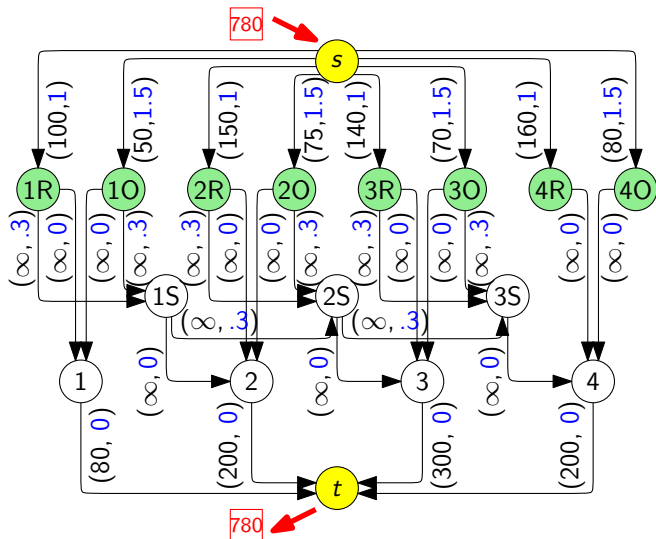 780
s
(100,1)
(50,1.5)
(150,1)
(75,1.5)
(140,1)
(70,1.5)
(160,1)
(80,1.5)
1R
1O
2R
2O
3R
3O
4R
4O
(∞, .3)
(∞, 0)
(∞, 0)
(∞, .3)
(∞, .3)
(∞, 0)
(∞, 0)
(∞, .3)
(∞, .3)
(∞, 0)
(∞, 0)
(∞, .3)
(∞, 0)
(∞, 0)
1S
2S
3S
(∞, .3)
(∞, .3)
(∞, 0)
(∞, 0)
(∞, 0)
1
2
3
4
(80, 0)
(200, 0)
(300, 0)
(200, 0)
t
780